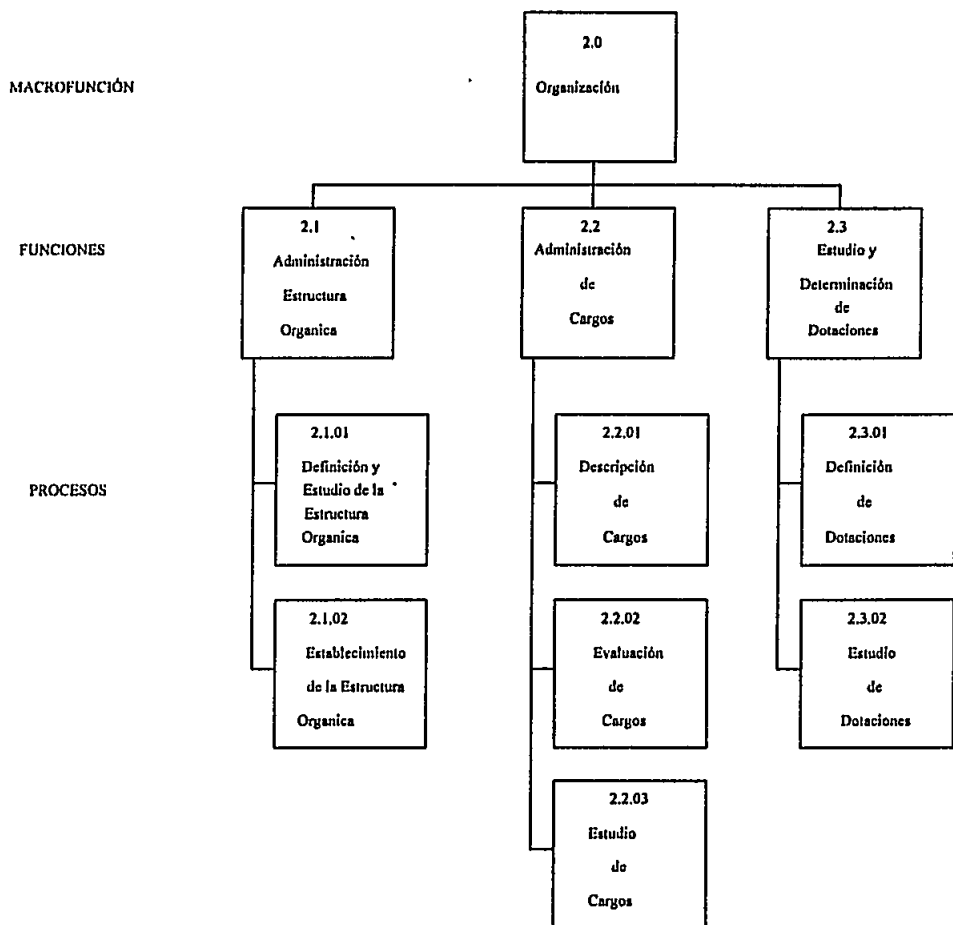 2.0
MACROFUNCIÓN
Organización
FUNCIONES
2.1
Administración
Estructura
Organica
2.2
Administración
de
Cargos
2.3
Estudio y
Determinación
de
Dotaciones
PROCESOS
2.1.01
Definición y
Estudio de la
Estructura
Organica
2.2.01
Descripción
de
Cargos
2.3.01
Definición
de
Dotaciones
2.1.02
Establecimiento
de la Estructura
Organica
2.2.02
Evaluación
de
Cargos
2.3.02
Estudio
de
Dotaciones
2.2.03
Estudio
de
Cargos